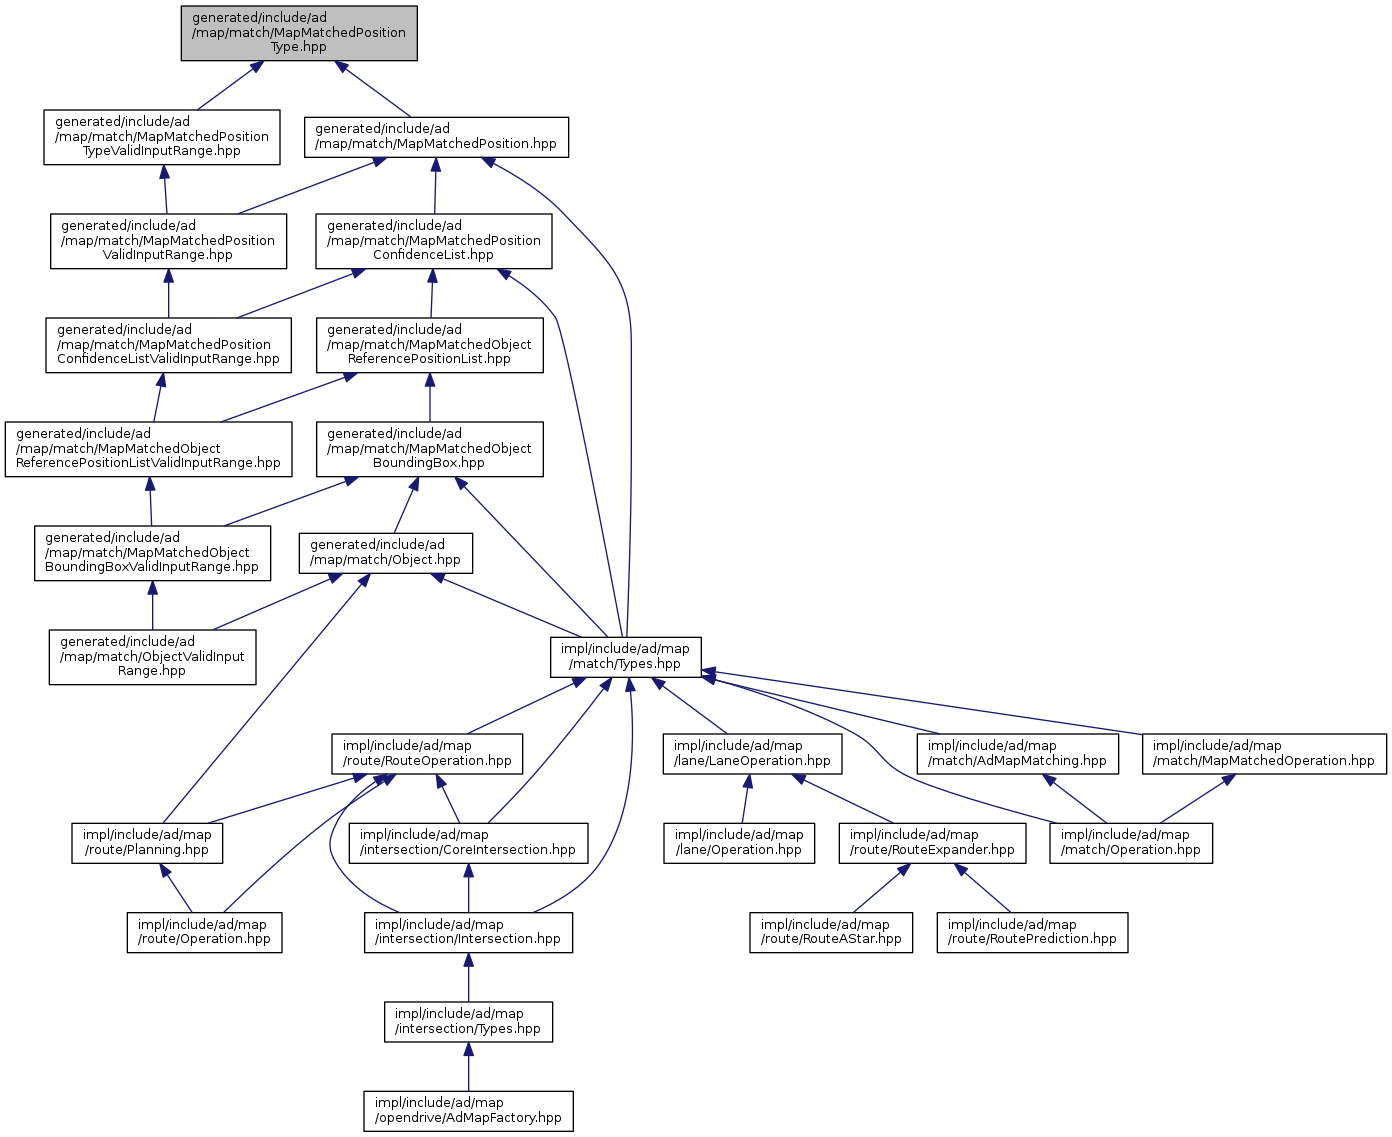 generated/include/ad
/map/match/MapMatchedPosition
Type.hpp
generated/include/ad
/map/match/MapMatchedPosition
TypeValidInputRange.hpp
generated/include/ad
/map/match/MapMatchedPosition.hpp
generated/include/ad
/map/match/MapMatchedPosition
ValidInputRange.hpp
generated/include/ad
/map/match/MapMatchedPosition
ConfidenceList.hpp
generated/include/ad
/map/match/MapMatchedPosition
ConfidenceListValidInputRange.hpp
generated/include/ad
/map/match/MapMatchedObject
ReferencePositionList.hpp
generated/include/ad
/map/match/MapMatchedObject
ReferencePositionListValidInputRange.hpp
generated/include/ad
/map/match/MapMatchedObject
BoundingBox.hpp
generated/include/ad
/map/match/MapMatchedObject
BoundingBoxValidInputRange.hpp
generated/include/ad
/map/match/Object.hpp
generated/include/ad
/map/match/ObjectValidInput
Range.hpp
impl/include/ad/map
/match/Types.hpp
impl/include/ad/map
/route/RouteOperation.hpp
impl/include/ad/map
/lane/LaneOperation.hpp
impl/include/ad/map
/match/AdMapMatching.hpp
impl/include/ad/map
/match/MapMatchedOperation.hpp
impl/include/ad/map
/route/Planning.hpp
impl/include/ad/map
/intersection/CoreIntersection.hpp
impl/include/ad/map
/lane/Operation.hpp
impl/include/ad/map
/route/RouteExpander.hpp
impl/include/ad/map
/match/Operation.hpp
impl/include/ad/map
/route/Operation.hpp
impl/include/ad/map
/intersection/Intersection.hpp
impl/include/ad/map
/route/RouteAStar.hpp
impl/include/ad/map
/route/RoutePrediction.hpp
impl/include/ad/map
/intersection/Types.hpp
impl/include/ad/map
/opendrive/AdMapFactory.hpp